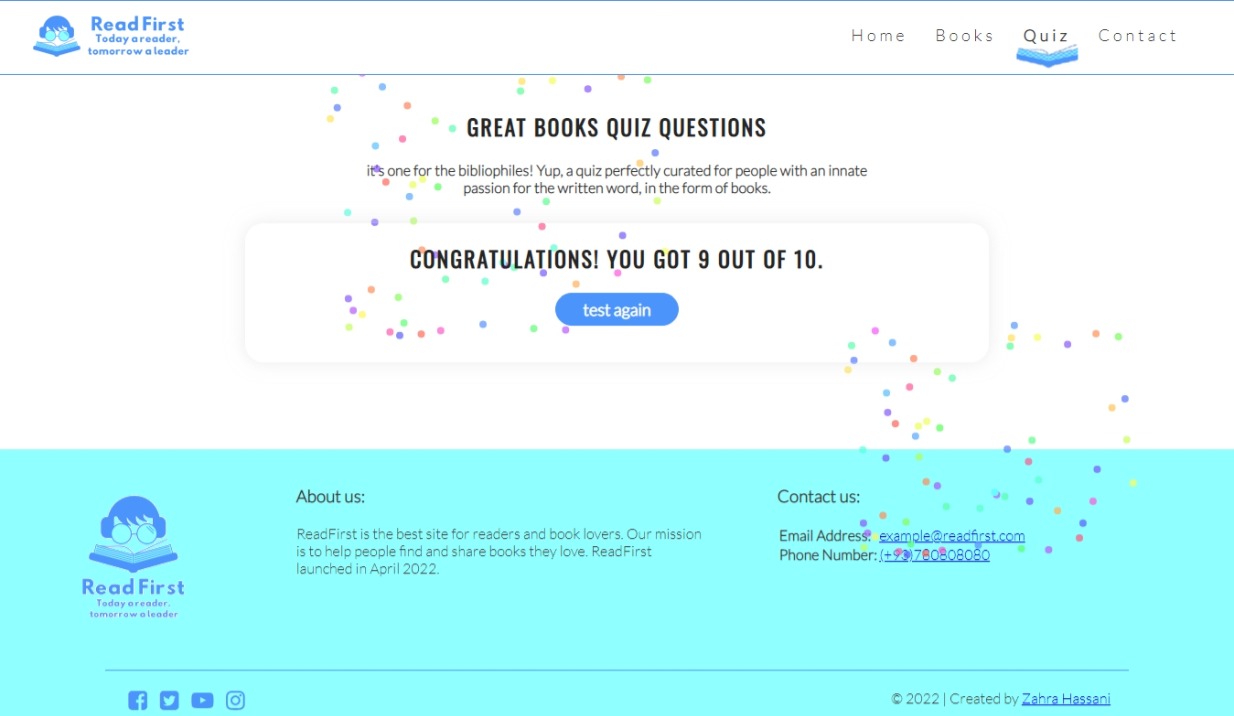 Read First
Today a reader,
tomorrow a leader
Home Books Quiz Contact
GREAT BOOKS QUIZ QUESTIONS
it's one for the bibliophiles! Yup, a quiz perfectly curated for people with an innate
passion for the written word, in the form of books.
CONGRATULATIONS! YOU GOT 9 OUT OF 10.
test again
Read First
Today a reader,
tomorrow a leader
About us:
ReadFirst is the best site for readers and book lovers. Our mission
is to help people find and share books they love. ReadFirst
launched in April 2022.
Contact us:
Email Address: example@readfirst.com
Phone Number: (+93)780808080
© 2022 | Created by Zahra Hassani